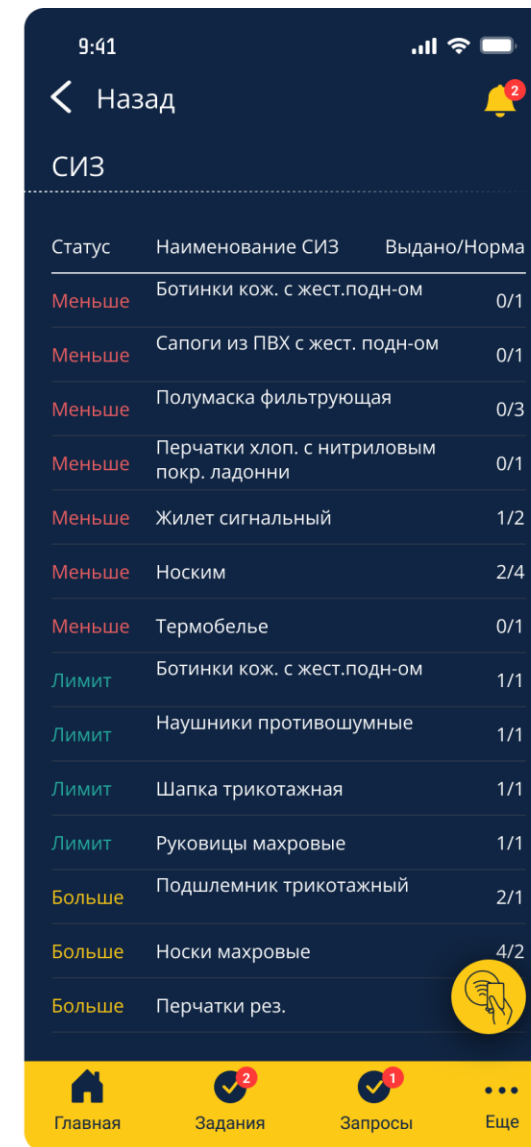 9:41
Назад
2
СИЗ
Статус Наименование СИЗ Выдано/Норма
Меньше Ботинки кож. с жест.подн-ом 0/1
Меньше Сапоги из ПВХ с жест. подн-ом 0/1
Меньше Полумаска фильтрующая 0/3
Меньше Перчатки хлоп. с нитриловым 0/1
покр. ладонни
Меньше Жилет сигнальный 1/2
Меньше Носким 2/4
Меньше Термобелье 0/1
Лимит Ботинки кож. с жест.подн-ом 1/1
Лимит Наушники противошумные 1/1
Лимит Шапка трикотажная 1/1
Лимит Руковицы махровые 1/1
Больше Подшлемник трикотажный 2/1
Больше Носки махровые 4/2
Больше Перчатки рез.
2 1
Главная Задания Запросы Еще